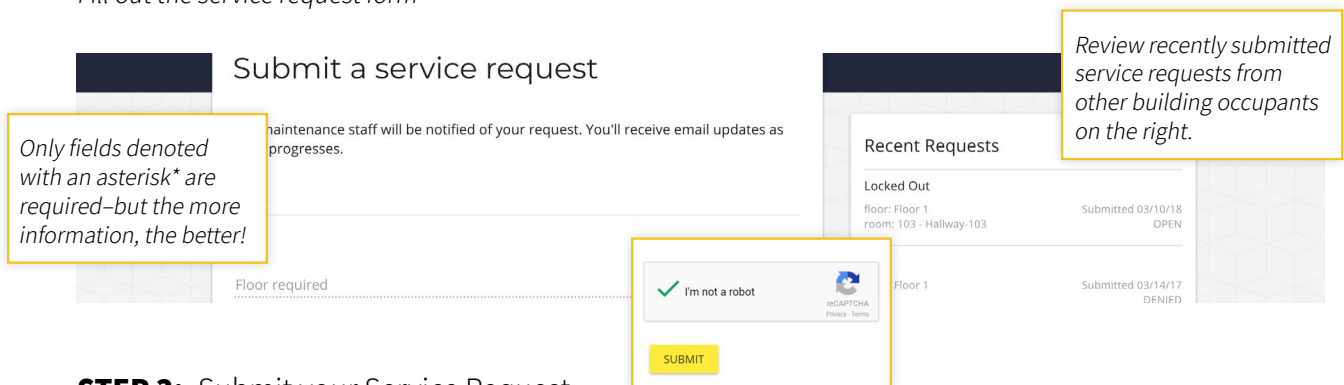 Fill out the service request form
Submit a service request
maintenance staff will be notified of your request. You'll receive email updates as
progresses.
Only fields denoted
with an asterisk* are
required–but the more
information, the better!
Floor required
Review recently submitted
service requests from
other building occupants
on the right.
Recent Requests
Locked Out
floor: Floor 1 Submitted 03/10/18
room: 103 - Hallway-103 OPEN
Floor 1 Submitted 03/14/17
DENIED
I'm not a robot
reCAPTCHA
Privacy - Terms
SUBMIT
Submit your Service Request